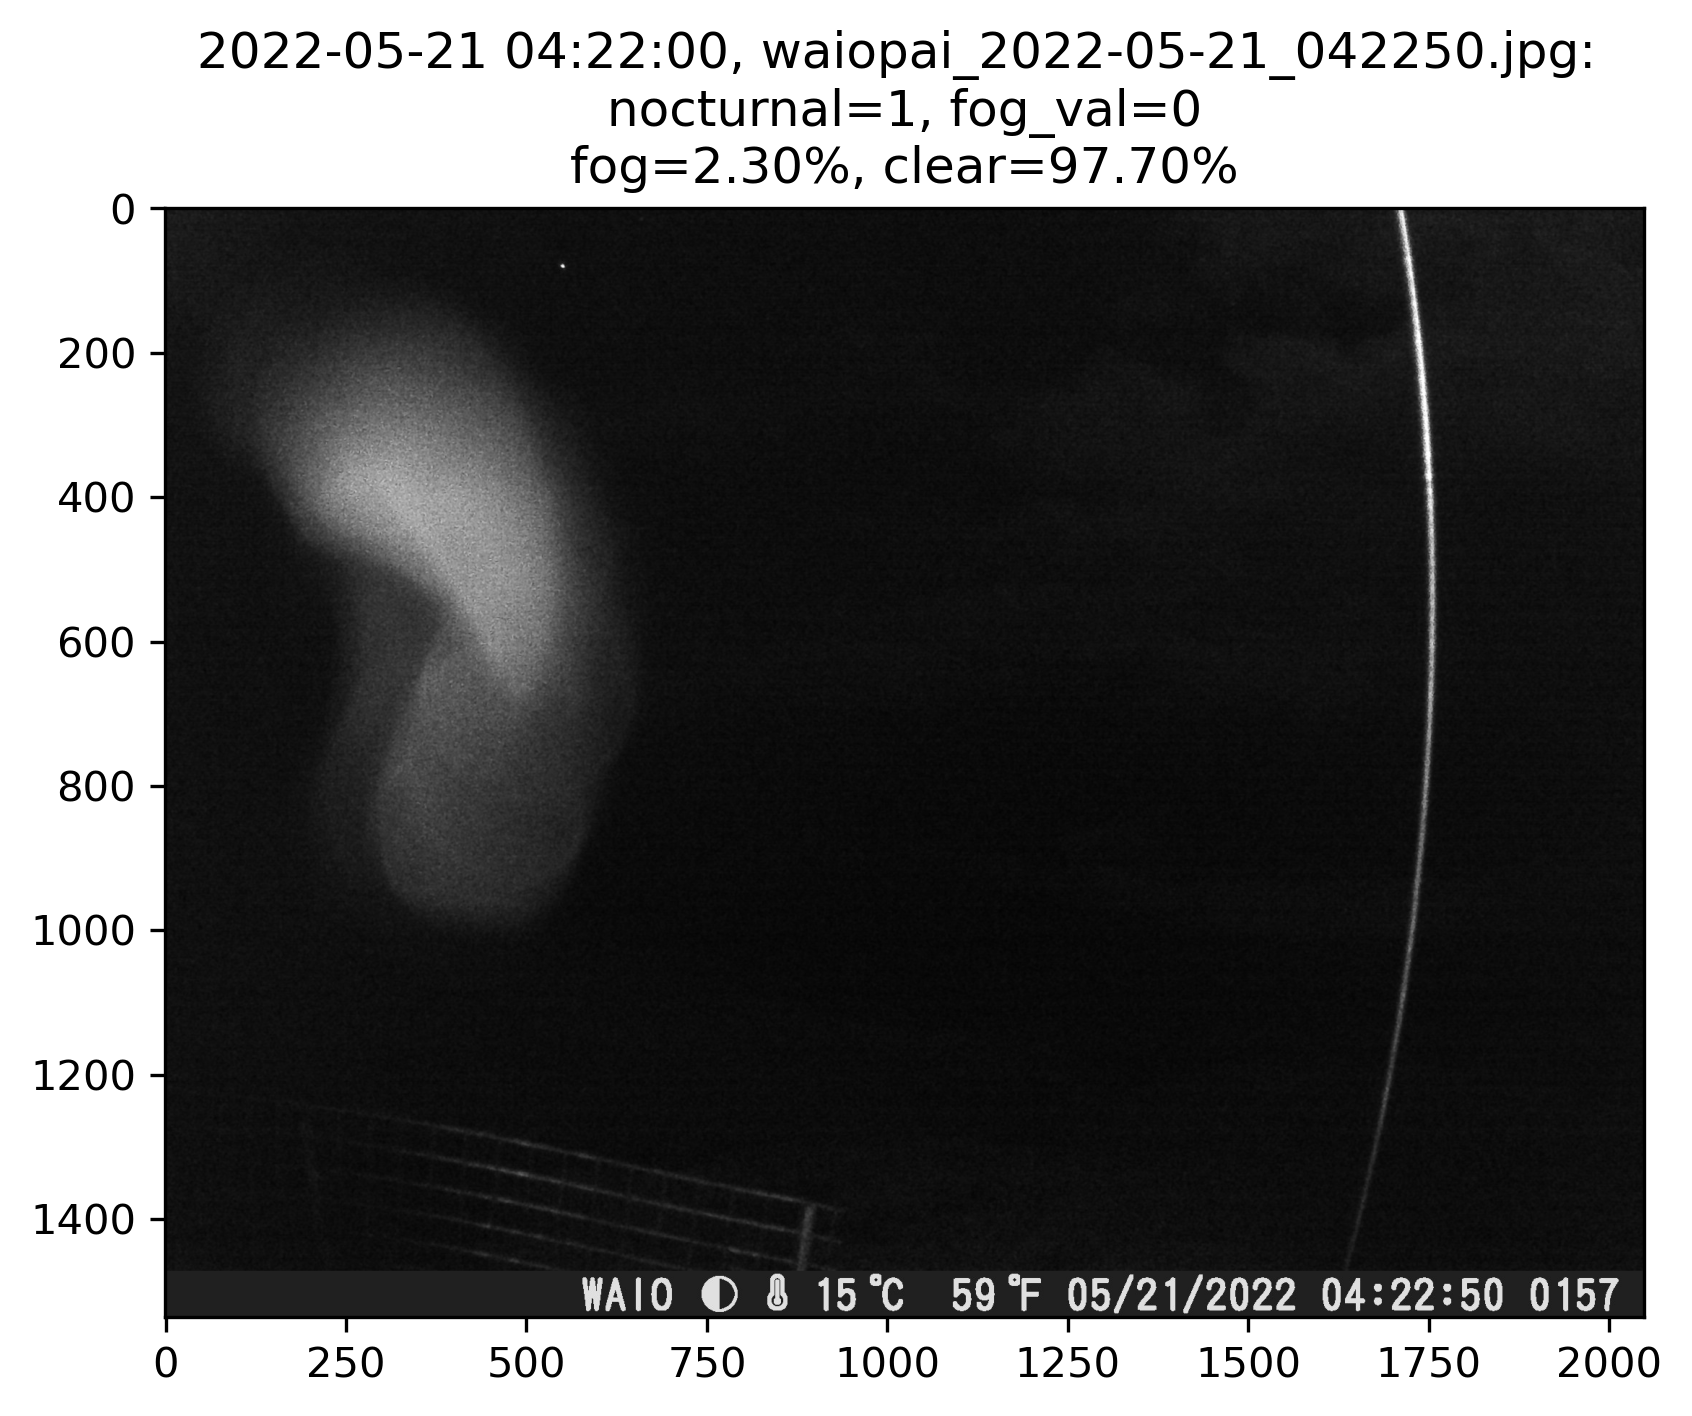 2022-05-21 04:22:00, waiopai_2022-05-21_042250.jpg:
nocturnal=1, fog_val=0
fog=2.30%, clear=97.70%
0
200
400
600
800
1000
1200
1400
WAIO 15°C 59°F 05/21/2022 04:22:50 0157
0 250 500 750 1000 1250 1500 1750 2000